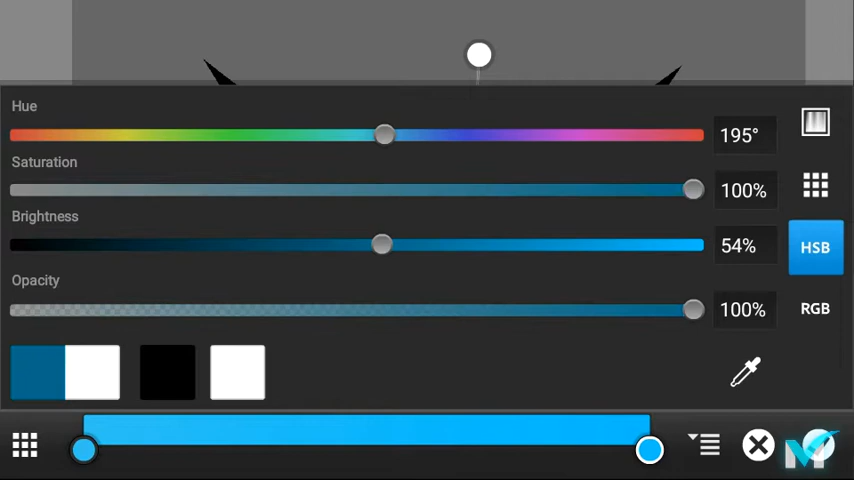 Hue
195°
Saturation
100%
Brightness
54%
HSB
Opacity
100%
RGB